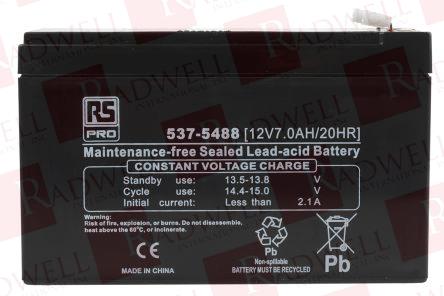 RS
PRO
537-5488 [12V7.0AH/20HR]
Maintenance-free Sealed Lead-acid Battery
CONSTANT VOLTAGE CHARGE
Standby use: 13.5-13.8 V
Cycle use: 14.4-15.0 V
Initial current: Less than 2.1A
Warning:
Risk of fire, explosion, or burns. Do not disassemble,
heat above the 60°C, or incinerate.
CE
MADE IN CHINA
Pb
Non-spillable
BATTERY MUST BE RECYCLED
Pb
RADWELL
INTERNATIONAL, INC.